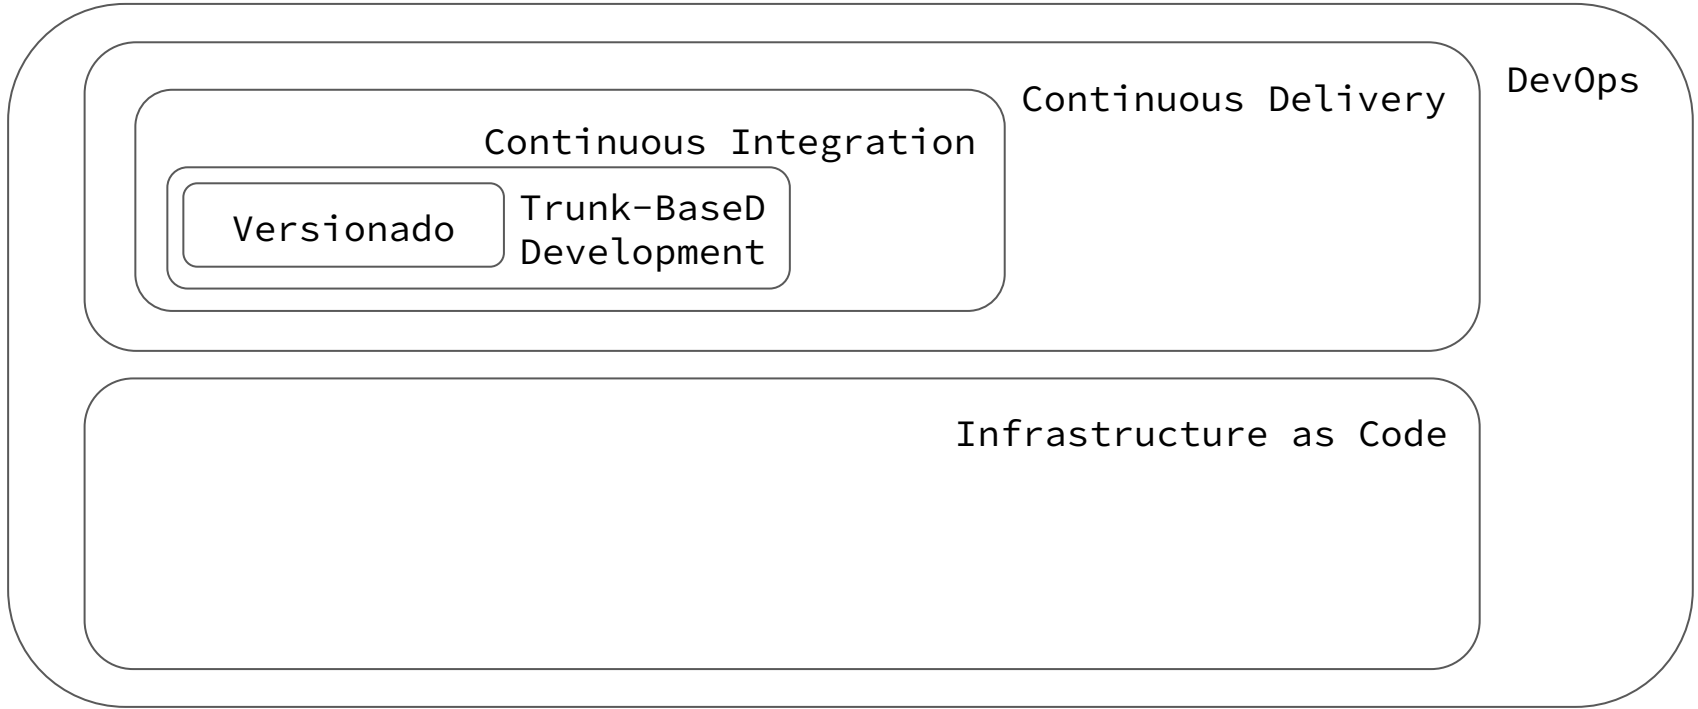 DevOps
Continuous Delivery
Continuous Integration
Trunk-BaseD
Development
Versionado
Infrastructure as Code